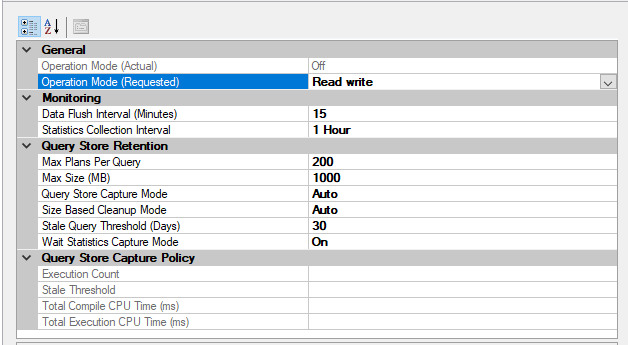 General
Operation Mode (Actual) Off
Operation Mode (Requested) Read write
Monitoring
Data Flush Interval (Minutes) 15
Statistics Collection Interval 1 Hour
Query Store Retention
Max Plans Per Query 200
Max Size (MB) 1000
Query Store Capture Mode Auto
Size Based Cleanup Mode Auto
Stale Query Threshold (Days) 30
Wait Statistics Capture Mode On
Query Store Capture Policy
Execution Count
Stale Threshold
Total Compile CPU Time (ms)
Total Execution CPU Time (ms)